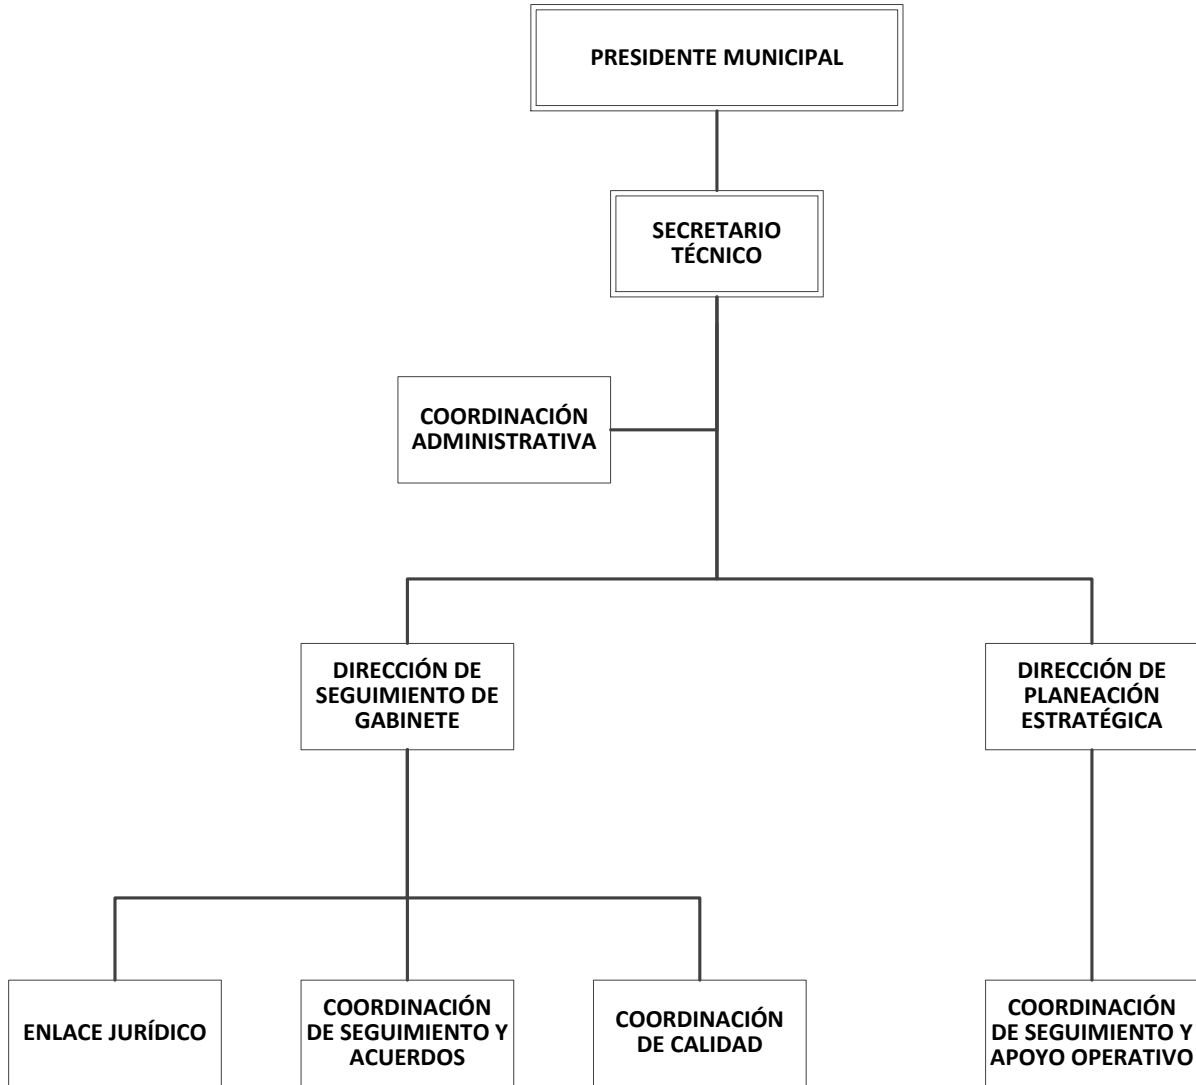 PRESIDENTE MUNICIPAL
SECRETARIO
TÉCNICO
COORDINACIÓN
ADMINISTRATIVA
DIRECCIÓN DE
SEGUIMIENTO DE
GABINETE
DIRECCIÓN DE
PLANEACIÓN
ESTRATÉGICA
ENLACE JURÍDICO
COORDINACIÓN
DE SEGUIMIENTO Y
ACUERDOS
COORDINACIÓN
DE CALIDAD
COORDINACIÓN
DE SEGUIMIENTO Y
APOYO OPERATIVO